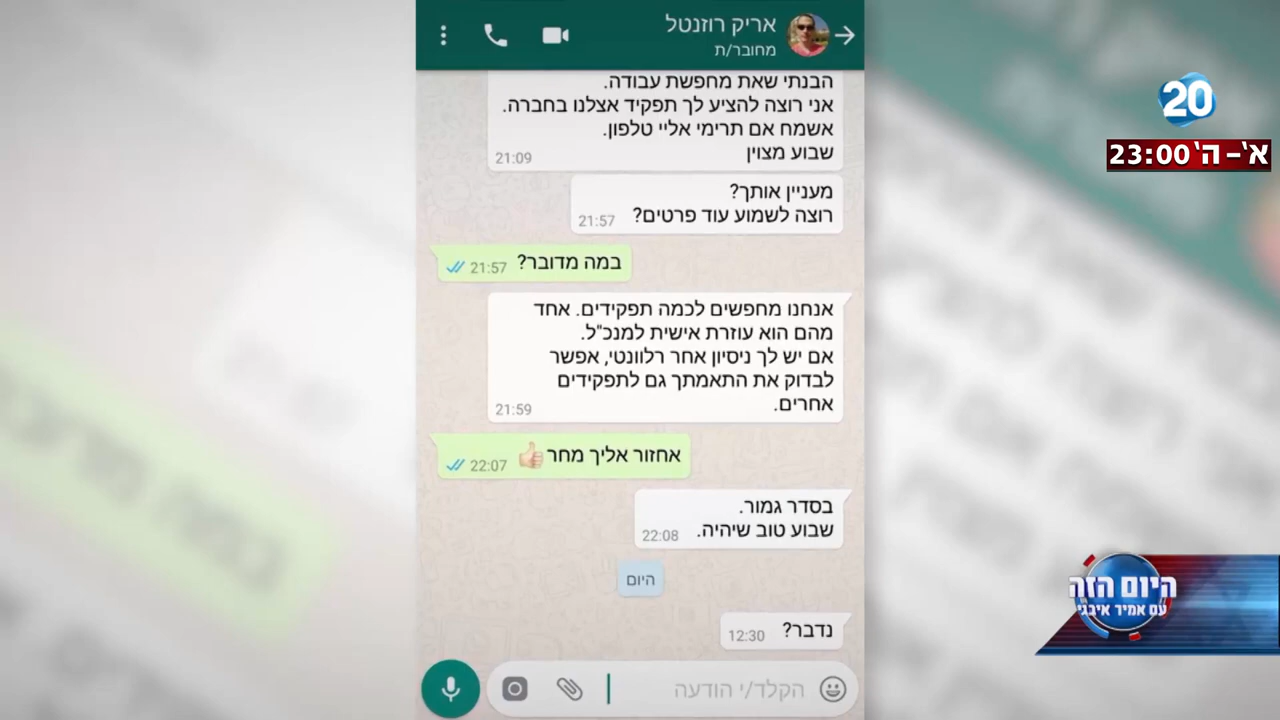 אריק רוזנטל
מחובר/ת
הבנתי שאת מחפשת עבודה.
אני רוצה להציע לך תפקיד אצלנו בחברה.
אשמח אם תרימי אליי טלפון.
שבוע מצוין
21:09
מעניין אותך?
רוצה לשמוע עוד פרטים?
21:57
במה מדובר?
21:57
אנחנו מחפשים לכמה תפקידים. אחד
מהם הוא עוזרת אישית למנכ"ל.
אם יש לך ניסיון אחר רלוונטי, אפשר
לבדוק את התאמתך גם לתפקידים
אחרים.
21:59
אחזור אליך מחר👍🏻
22:07
בסדר גמור.
שבוע טוב שיהיה.
22:08
היום
נדבר?
12:30
הקלד/י הודעה
20
א'-ה' 23:00
היום הזה
עם אמיר איבגי